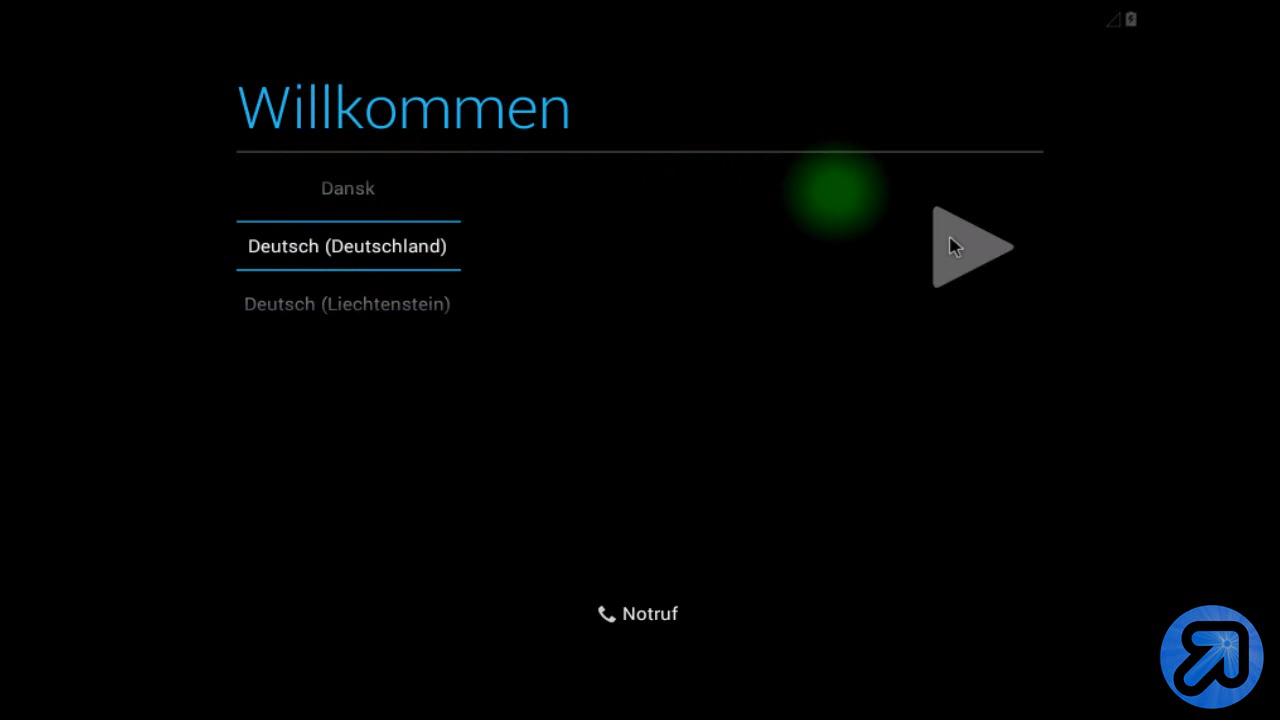 Willkommen
Dansk
Deutsch (Deutschland)
Deutsch (Liechtenstein)
Notruf